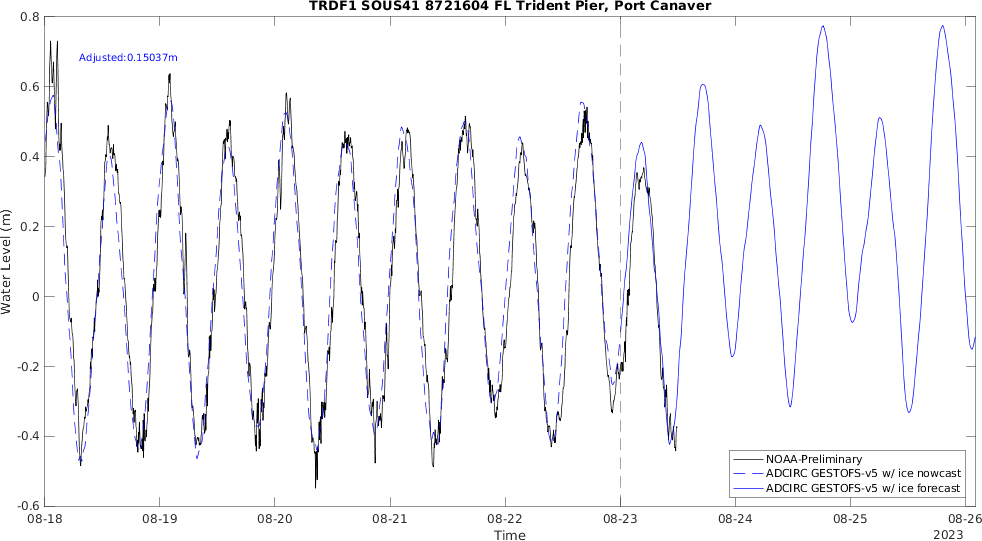 TRDF1 SOUS41 8721604 FL Trident Pier, Port Canaver
Adjusted:0.15037m
Water Level (m)
0.8
0.6
0.4
0.2
0
-0.2
-0.4
-0.6
NOAA-Preliminary
ADCIRC GESTOFS-v5 w/ ice nowcast
ADCIRC GESTOFS-v5 w/ ice forecast
08-18 08-19 08-20 08-21 08-22 08-23 08-24 08-25 08-26
Time
2023